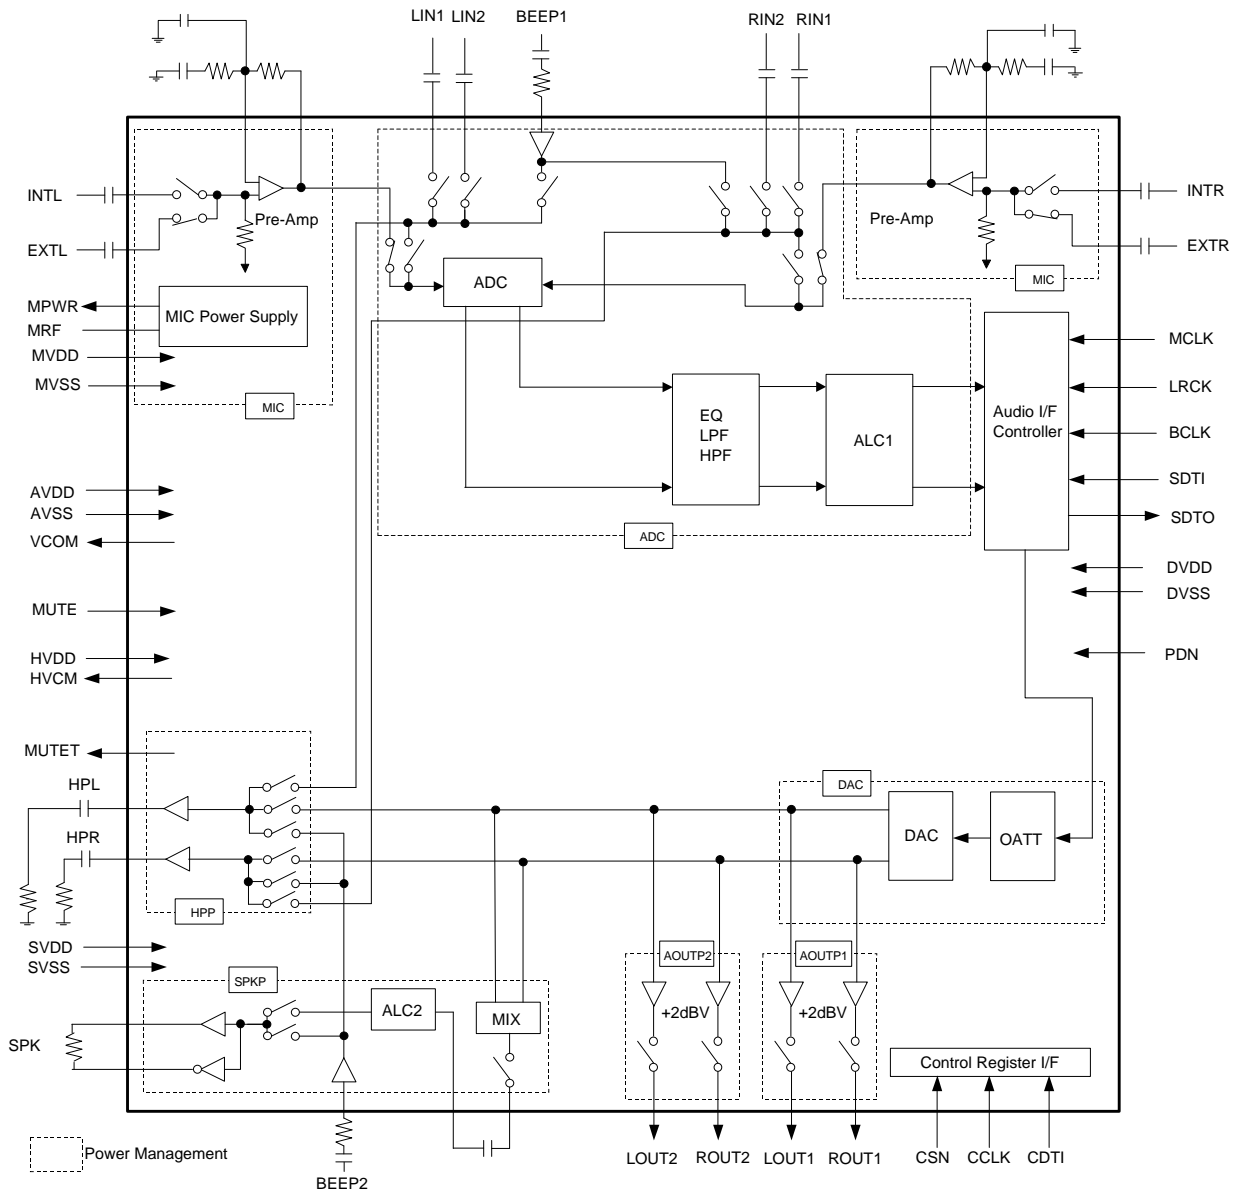 LIN1 LIN2 BEEP1 RIN2 RIN1
INTL
EXTL
Pre-Amp
Pre-Amp
INTR
EXTR
MIC
MPWR
MRF
MVDD
MVSS
MIC Power Supply
MIC
ADC
EQ
LPF
HPF
ALC1
Audio I/F
Controller
MCLK
LRCK
BCLK
SDTI
SDTO
ADC
AVDD
AVSS
VCOM
DVDD
DVSS
MUTE
HVDD
HVCM
PDN
MUTET
HPL
HPR
HPP
DAC
DAC
OATT
SVDD
SVSS
SPKP
ALC2
MIX
SPK
AOUTP2
+2dBV
AOUTP1
+2dBV
Control Register I/F
Power Management
BEEP2
LOUT2 ROUT2 LOUT1 ROUT1 CSN CCLK CDTI